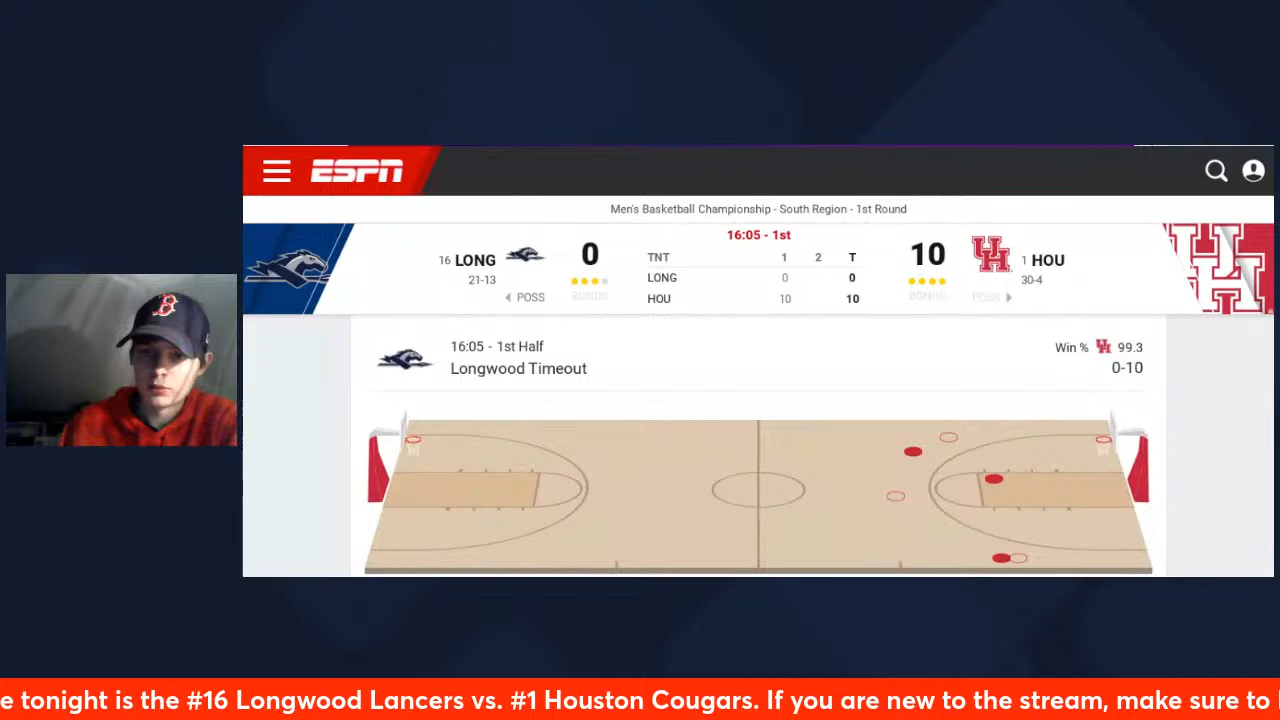 ESPN
Men's Basketball Championship - South Region - 1st Round
16 LONG
21-13
POSS
0
BONUS
16:05 - 1st
TNT 1 2 T
LONG 0 0
HOU 10 10
10
BONUS
1 HOU
30-4
POSS
16:05 - 1st Half
Longwood Timeout
Win % 99.3
0-10
e tonight is the #16 Longwood Lancers vs. #1 Houston Cougars. If you are new to the stream, make sure to